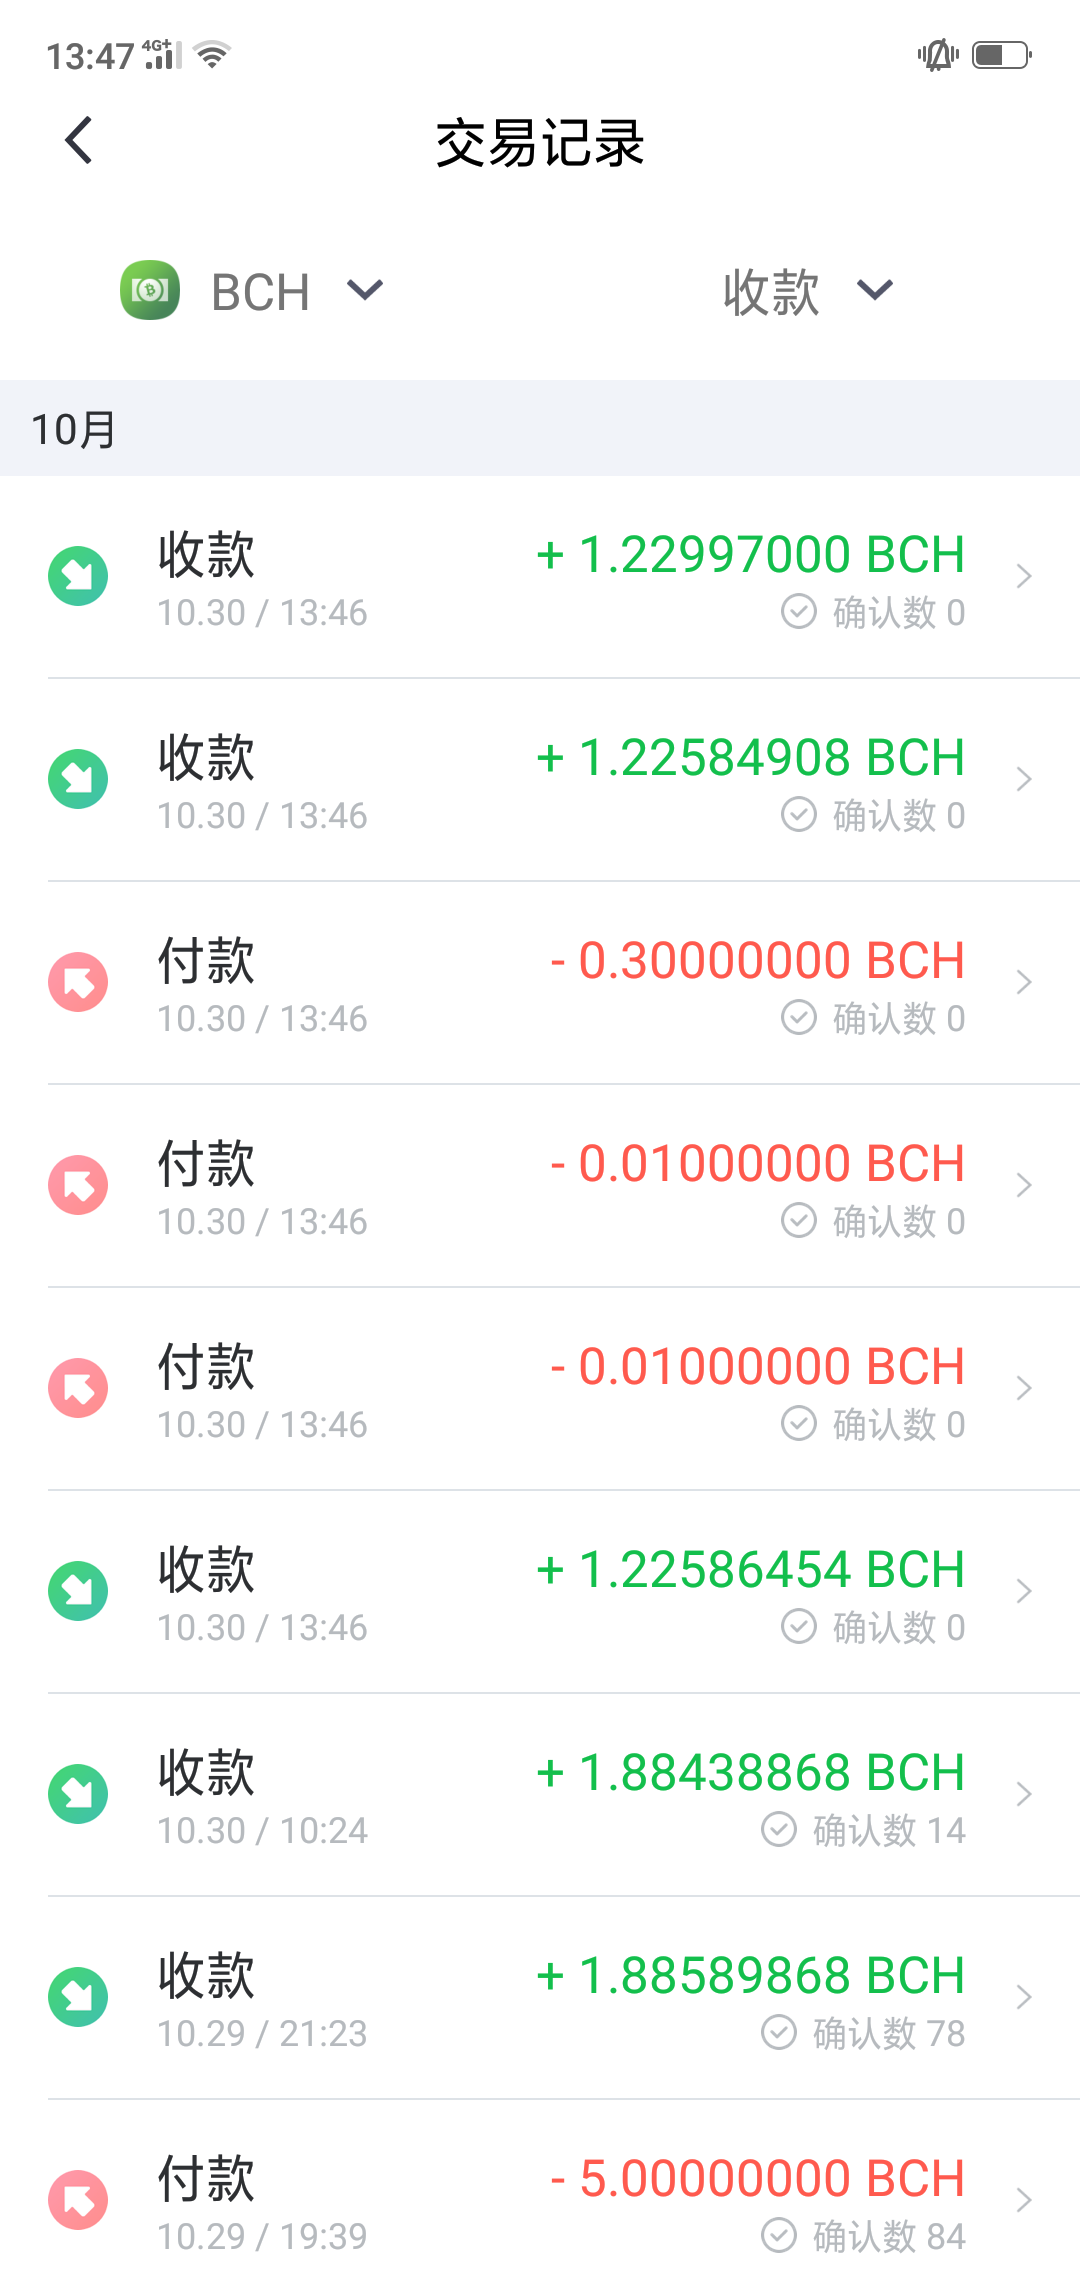 13:47 4G+
交易记录
BCH 收款
10月
收款 + 1.22997000 BCH
10.30 / 13:46 确认数 0
收款 + 1.22584908 BCH
10.30 / 13:46 确认数 0
付款 - 0.30000000 BCH
10.30 / 13:46 确认数 0
付款 - 0.01000000 BCH
10.30 / 13:46 确认数 0
付款 - 0.01000000 BCH
10.30 / 13:46 确认数 0
收款 + 1.22586454 BCH
10.30 / 13:46 确认数 0
收款 + 1.88438868 BCH
10.30 / 10:24 确认数 14
收款 + 1.88589868 BCH
10.29 / 21:23 确认数 78
付款 - 5.00000000 BCH
10.29 / 19:39 确认数 84